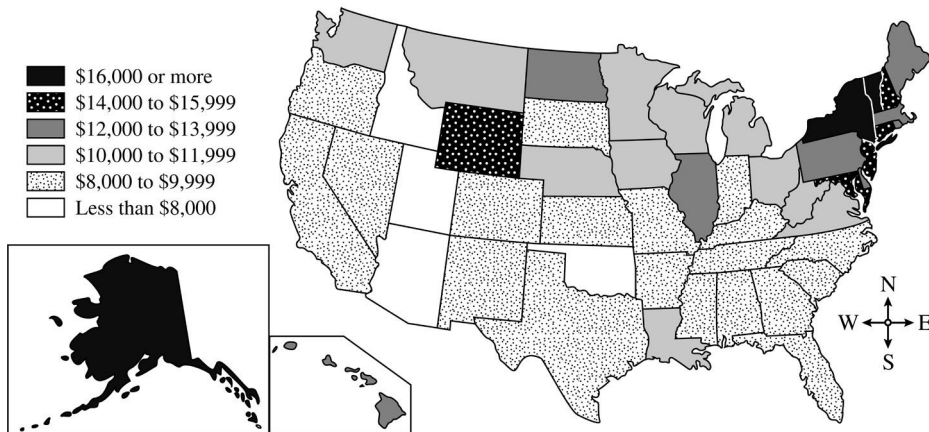 $16,000 or more
$14,000 to $15,999
$12,000 to $13,999
$10,000 to $11,999
$8,000 to $9,999
Less than $8,000
N
W E
S